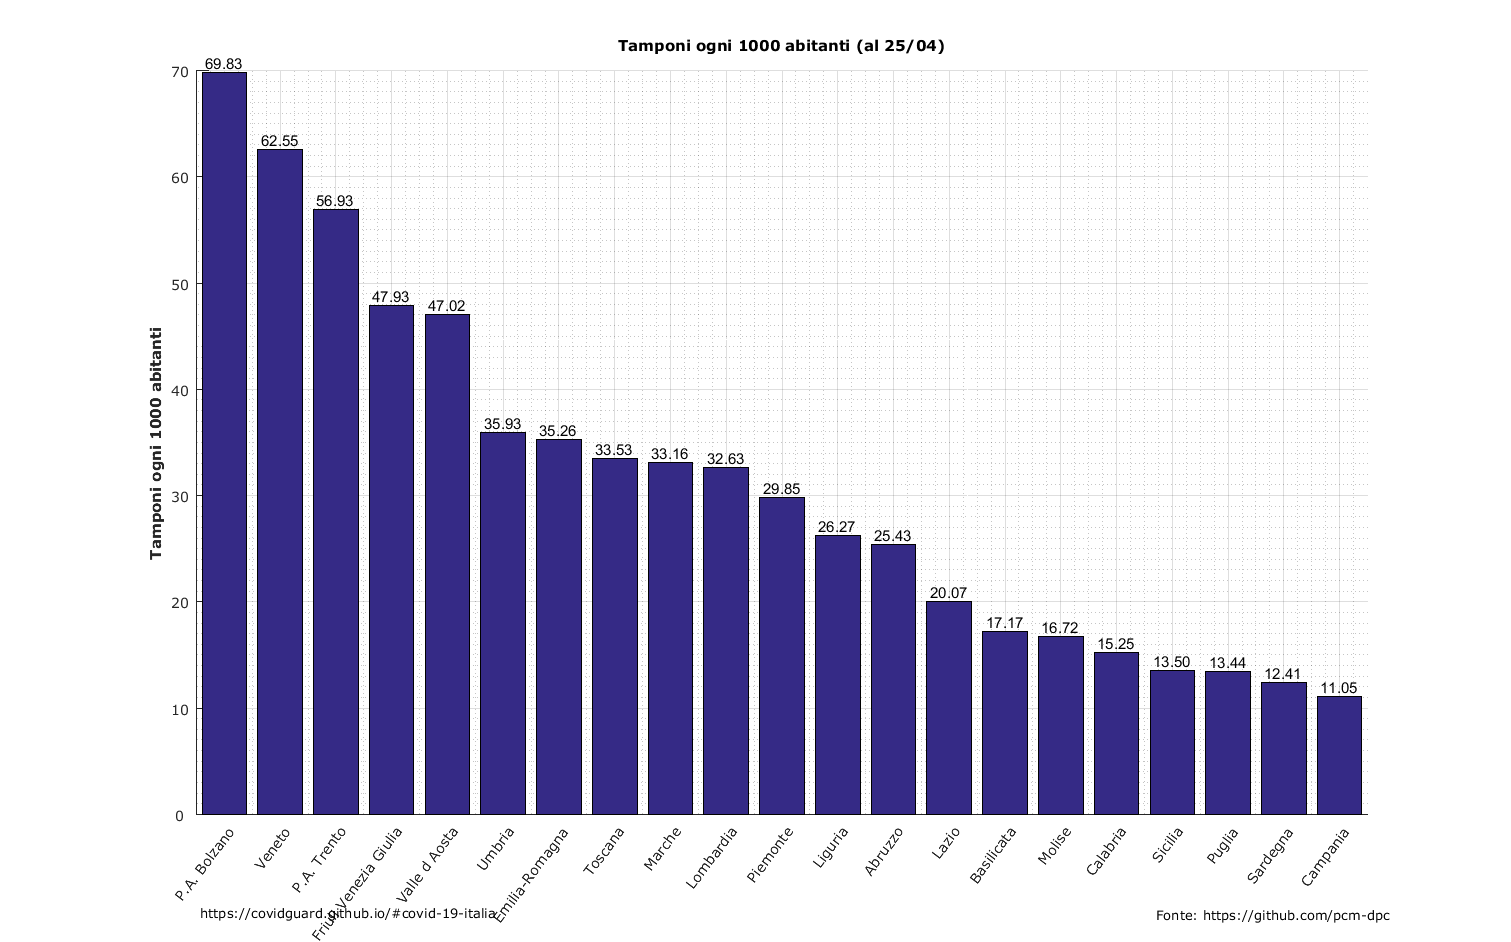 Tamponi ogni 1000 abitanti (al 25/04)
Tamponi ogni 1000 abitanti
70
60
50
40
30
20
10
0
69.83
62.55
56.93
47.93
47.02
35.93
35.26
33.53
33.16
32.63
29.85
26.27
25.43
20.07
17.17
16.72
15.25
13.50
13.44
12.41
11.05
P.A. Bolzano
Veneto
P.A. Trento
Friuli Venezia Giulia
Valle d Aosta
Umbria
Emilia-Romagna
Toscana
Marche
Lombardia
Piemonte
Liguria
Abruzzo
Lazio
Basilicata
Molise
Calabria
Sicilia
Puglia
Sardegna
Campania
https://covidguard.github.io/#covid-19-italia
Fonte: https://github.com/pcm-dpc